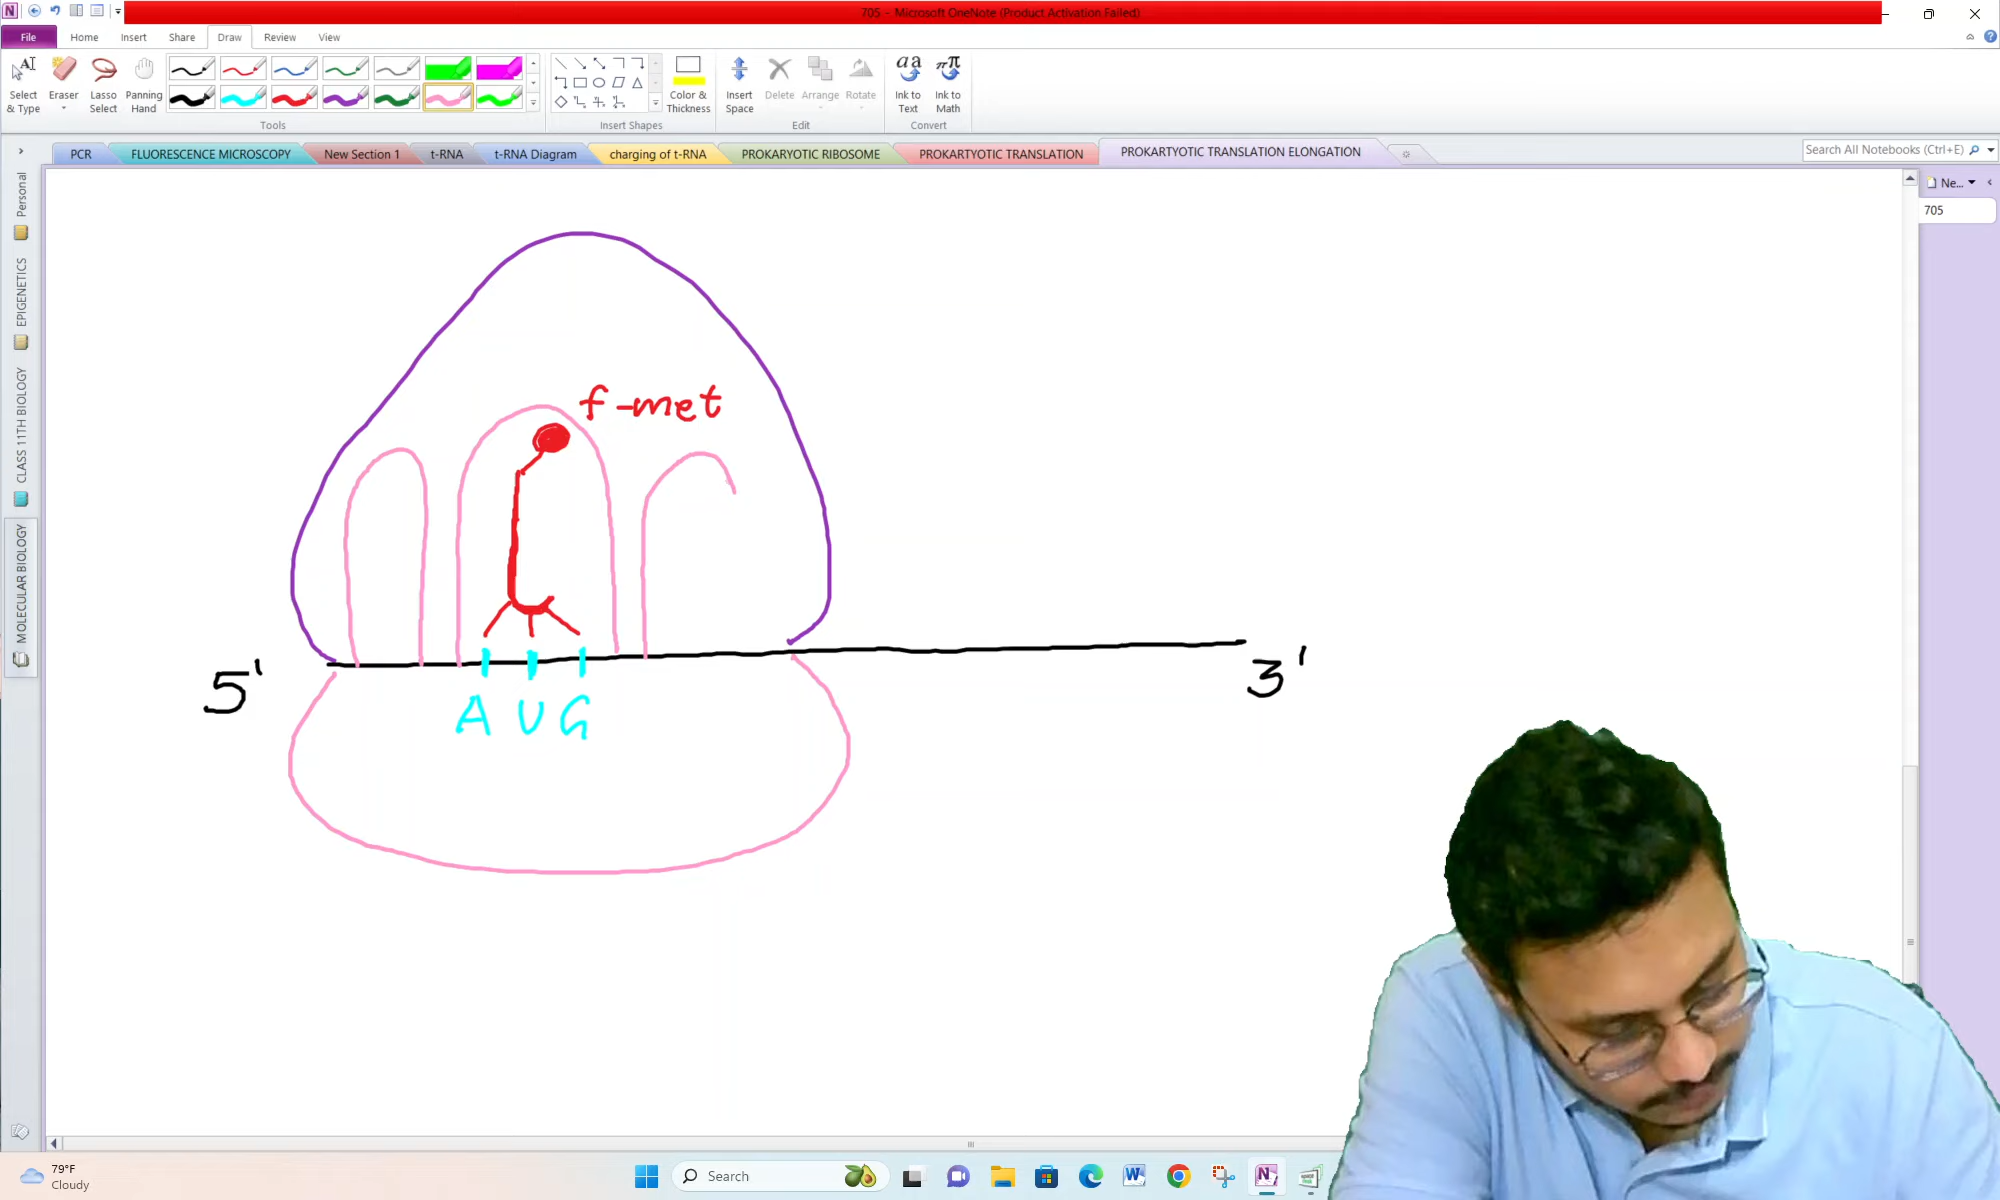 705 - Microsoft OneNote (Product Activation Failed)
File Home Insert Share Draw Review View
Select & Type
Eraser
Lasso Select
Panning Hand
Color & Thickness
Insert Space
Delete
Arrange
Rotate
Ink to Text
Ink to Math
Tools Insert Shapes Edit Convert
PCR FLUORESCENCE MICROSCOPY New Section 1 t-RNA t-RNA Diagram charging of t-RNA PROKARYOTIC RIBOSOME PROKARTYOTIC TRANSLATION PROKARTYOTIC TRANSLATION ELONGATION
Search All Notebooks (Ctrl+E)
Ne...
705
Personal
EPIGENETICS
CLASS 11TH BIOLOGY
MOLECULAR BIOLOGY
f-met
5' 3'
A U G
79°F
Cloudy
Search